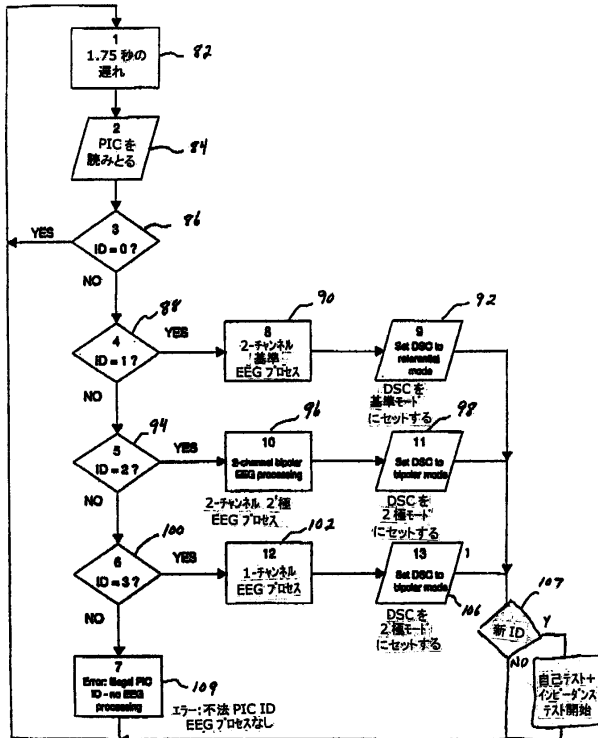 1
1.75 秒の
遅れ
82
2
PICを
読みとる
84
3
ID = 0 ?
86
YES
NO
4
ID = 1 ?
88
YES
NO
8
2-チャンネル
基準
EEG プロセス
90
9
Set DSC to
referential
mode
92
DSCを
基準モード
にセットする
5
ID = 2 ?
94
YES
NO
10
2-channel bipolar
EEG processing
96
2-チャンネル 2極
EEG プロセス
11
Set DSC to
bipolar mode
98
DSCを
2極モード
にセットする
6
ID = 3 ?
100
YES
NO
12
1-チャンネル
EEG プロセス
102
13
Set DSC to
bipolar mode
1
106
DSCを
2極モード
にセットする
107
新 ID
Y
NO
7
Error: Illegal PIC
ID - no EEG
processing
109
エラー: 不法 PIC ID
EEG プロセスなし
自己テスト+
インピーダンス
テスト開始